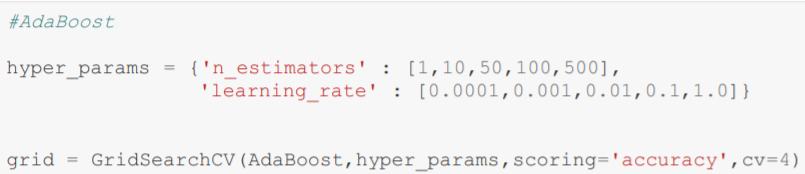 #AdaBoost
hyper_params = {'n_estimators' : [1,10,50,100,500],
'learning_rate' : [0.0001,0.001,0.01,0.1,1.0]}
grid = GridSearchCV(AdaBoost,hyper_params,scoring='accuracy',cv=4)